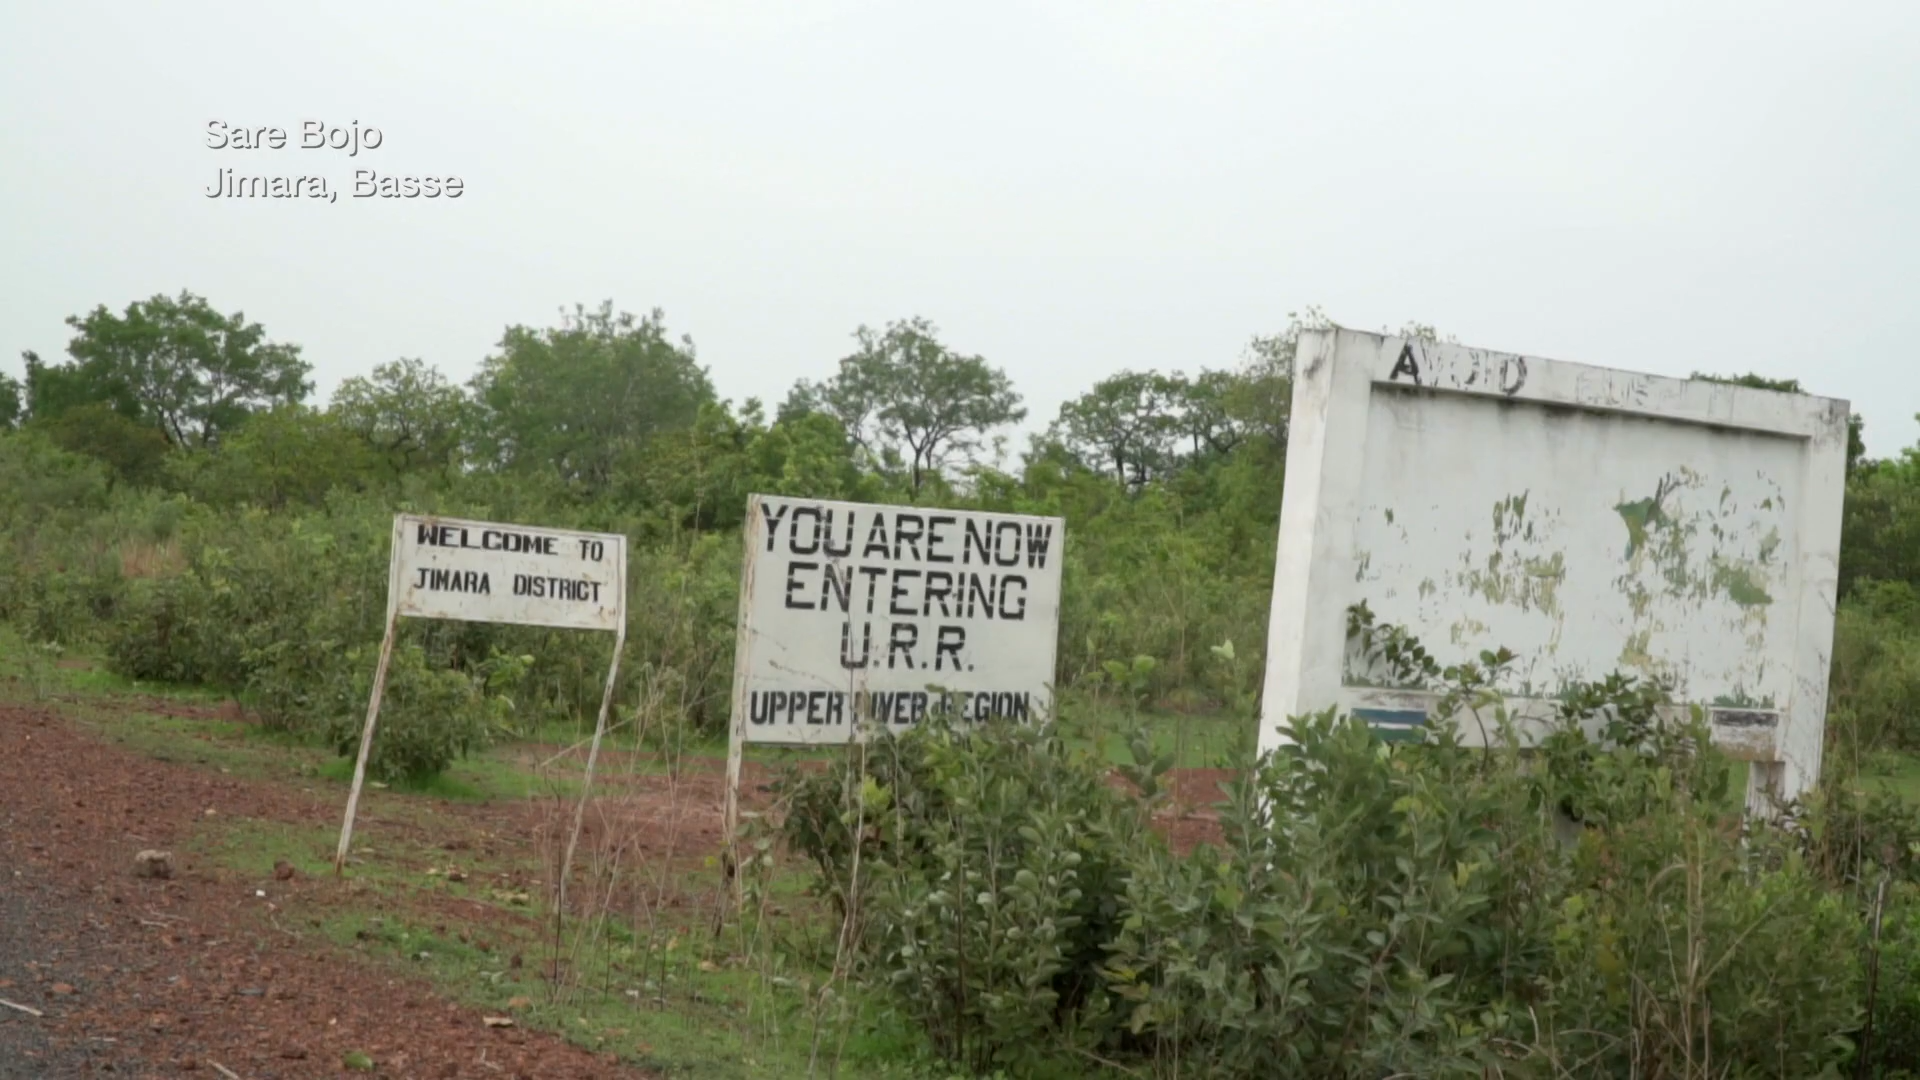 Sare Bojo
Jimara, Basse
WELCOME TO
JIMARA DISTRICT
YOU ARE NOW
ENTERING
U.R.R.
UPPER RIVER REGION
AVOID